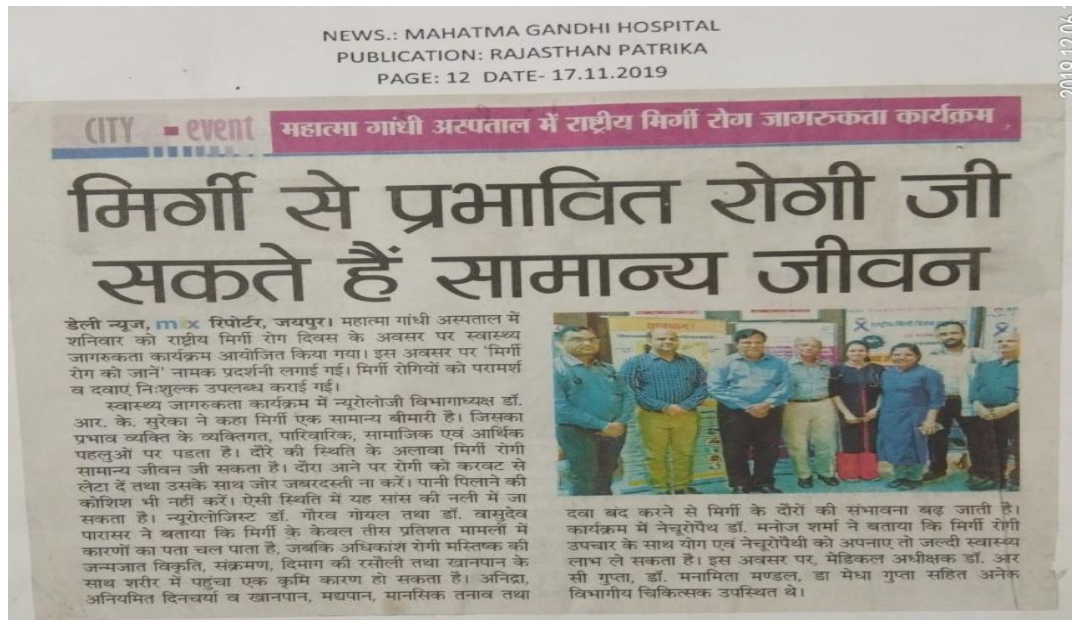 NEWS.: MAHATMA GANDHI HOSPITAL
PUBLICATION: RAJASTHAN PATRIKA
PAGE: 12 DATE- 17.11.2019
CITY event महात्मा गांधी अस्पताल में राष्ट्रीय मिर्गी रोग जागरुकता कार्यक्रम
मिर्गी से प्रभावित रोगी जी
सकते हैं सामान्य जीवन
डेली न्यूज, mix रिपोर्टर, जयपुर। महात्मा गांधी अस्पताल में
शनिवार को राष्ट्रीय मिर्गी रोग दिवस के अवसर पर स्वास्थ्य
जागरुकता कार्यक्रम आयोजित किया गया। इस अवसर पर 'मिर्गी
रोग को जानें' नामक प्रदर्शनी लगाई गई। मिर्गी रोगियों को परामर्श
व दवाएं निःशुल्क उपलब्ध कराई गई।
स्वास्थ्य जागरुकता कार्यक्रम में न्यूरोलोजी विभागाध्यक्ष डॉ.
आर. के. सुरेका ने कहा मिर्गी एक सामान्य बीमारी है। जिसका
प्रभाव व्यक्ति के व्यक्तिगत, पारिवारिक, सामाजिक एवं आर्थिक
पहलुओं पर पडता है। दौरे की स्थिति के अलावा मिर्गी रोगी
सामान्य जीवन जी सकता है। दौरा आने पर रोगी को करवट से
लेटा दें तथा उसके साथ जोर जबरदस्ती ना करें। पानी पिलाने की
कोशिश भी नहीं करें। ऐसी स्थिति में यह सांस की नली में जा
सकता है। न्यूरोलोजिस्ट डॉ. गौरव गोयल तथा डॉ. वासुदेव
पारासर ने बताया कि मिर्गी के केवल तीस प्रतिशत मामलों में
कारणों का पता चल पाता है, जबकि अधिकांश रोगी मस्तिष्क की
जन्मजात विकृति, संक्रमण, दिमाग की रसौली तथा खानपान के
साथ शरीर में पहुंचा एक कृमि कारण हो सकता है। अनिद्रा,
अनियमित दिनचर्या व खानपान, मद्यपान, मानसिक तनाव तथा
दवा बंद करने से मिर्गी के दौरों की संभावना बढ़ जाती है।
कार्यक्रम में नेचूरोपैथ डॉ. मनोज शर्मा ने बताया कि मिर्गी रोगी
उपचार के साथ योग एवं नेचूरोपैथी को अपनाए तो जल्दी स्वास्थ्य
लाभ ले सकता है। इस अवसर पर, मेडिकल अधीक्षक डॉ. आर
सी गुप्ता, डॉ. मनामिता मण्डल, डा मेधा गुप्ता सहित अनेक
विभागीय चिकित्सक उपस्थित थे।